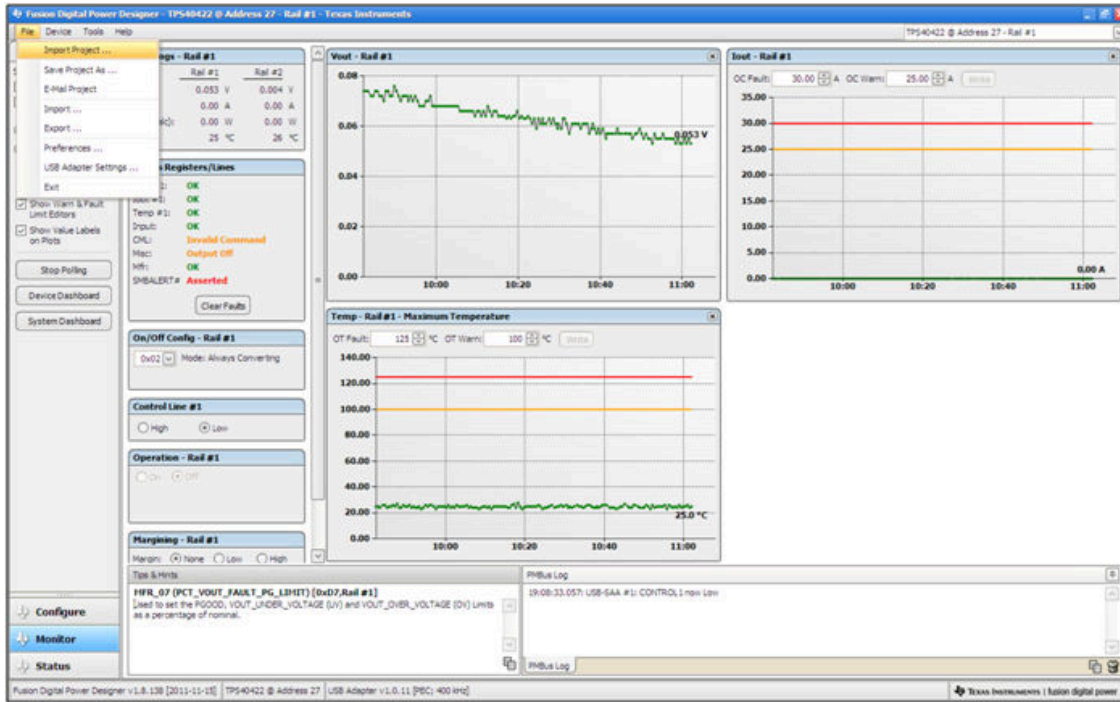 Fusion Digital Power Designer - TPS40422 @ Address 27 - Rail #1 - Texas Instruments
File Device Tools Help
TPS40422 @ Address 27 - Rail #1
Import Project ...
Save Project As ...
E-Mail Project
Import ...
Export ...
Preferences ...
USB Adapter Settings ...
Exit
Show Warn & Fault
Limit Editors
Show Value Labels
on Plots
Stop Polling
Device Dashboard
System Dashboard
ngs - Rail #1
Rail #1 Rail #2
0.053 V 0.004 V
0.00 A 0.00 A
0.00 W 0.00 W
25 °C 26 °C
Registers/Lines
OK
OK
Temp #1: OK
Input: OK
CML: Invalid Command
Misc: Output Off
Mfr: OK
SMBALERT# Asserted
Clear Faults
On/Off Config - Rail #1
0x02 Mode: Always Converting
Control Line #1
High Low
Operation - Rail #1
On Off
Margining - Rail #1
Margin: None Low High
Vout - Rail #1
0.08
0.06
0.04
0.02
0.00
0.053 V
10:00 10:20 10:40 11:00
Iout - Rail #1
OC Fault: 30.00 A OC Warn: 25.00 A Write
35.00
30.00
25.00
20.00
15.00
10.00
5.00
0.00
0.00 A
10:00 10:20 10:40 11:00
Temp - Rail #1 - Maximum Temperature
OT Fault: 125 °C OT Warn: 100 °C Write
140.00
120.00
100.00
80.00
60.00
40.00
20.00
0.00
25.0 °C
10:00 10:20 10:40 11:00
Configure
Monitor
Status
Tips & Hints
MFR_07 (PCT_VOUT_FAULT_PG_LIMIT) [0xD7,Rail #1]
Used to set the PGOOD, VOUT_UNDER_VOLTAGE (UV) and VOUT_OVER_VOLTAGE (OV) Limits
as a percentage of nominal.
PMBus Log
19:08:33.057: USB-SAA #1: CONTROL1 now Low
PMBus Log
Fusion Digital Power Designer v1.8.138 [2011-11-15] TPS40422 @ Address 27 USB Adapter v1.0.11 [PEC; 400 kHz]
TEXAS INSTRUMENTS | fusion digital power